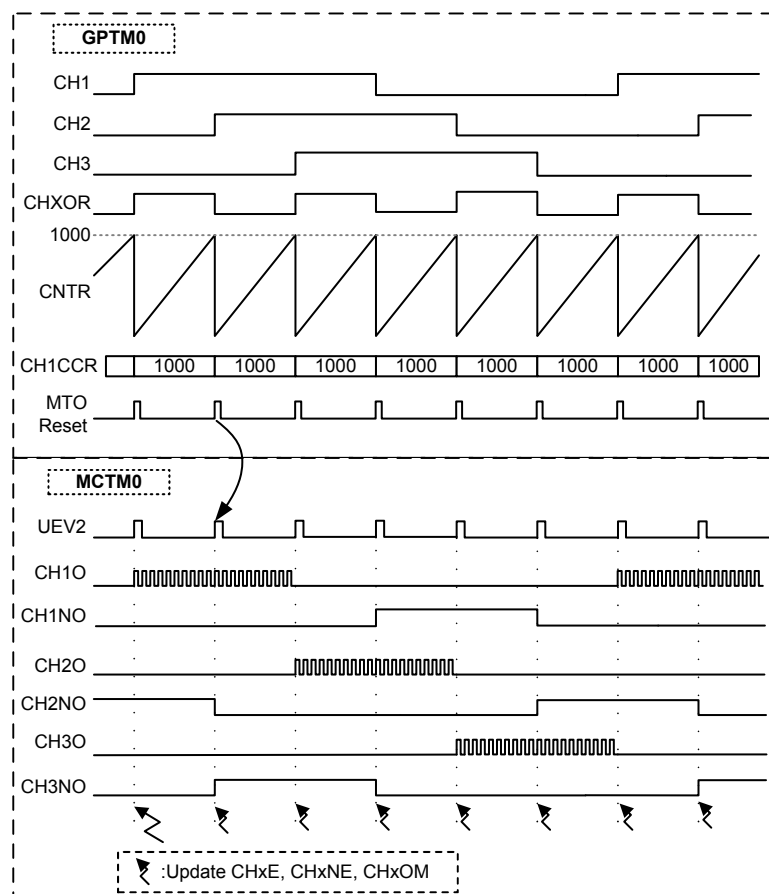 GPTM0
CH1
CH2
CH3
CHXOR
1000
CNTR
CH1CCR 1000 1000 1000 1000 1000 1000 1000 1000
MTO
Reset
MCTM0
UEV2
CH1O
CH1NO
CH2O
CH2NO
CH3O
CH3NO
:Update CHxE, CHxNE, CHxOM